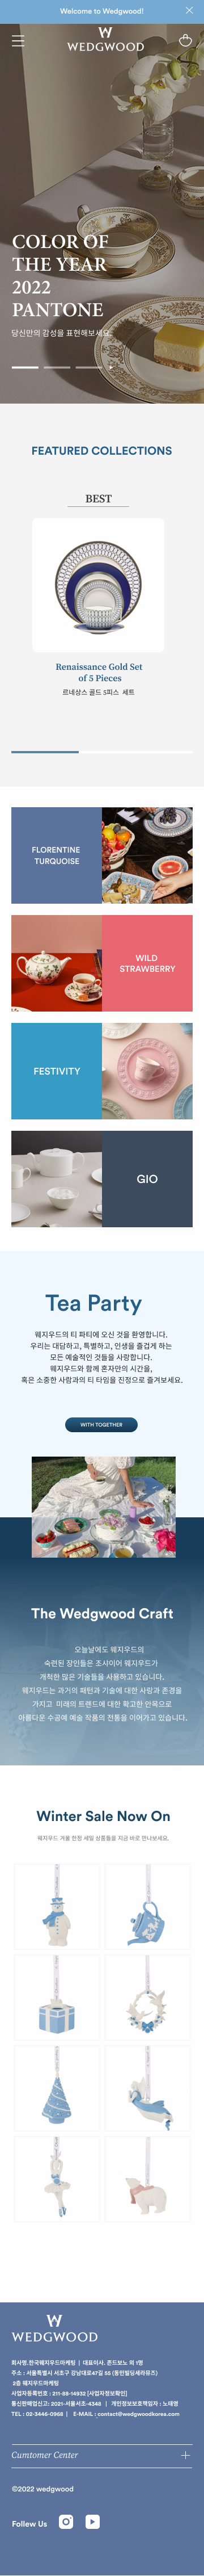 Welcome to Wedgwood!
WEDGWOOD
COLOR OF
THE YEAR
2022
PANTONE
당신만의 감성을 표현해보세요.
FEATURED COLLECTIONS
BEST
Renaissance Gold Set
of 5 Pieces
르네상스 골드 5피스 세트
FLORENTINE
TURQUOISE
WILD
STRAWBERRY
FESTIVITY
GIO
Tea Party
웨지우드의 티 파티에 오신 것을 환영합니다.
우리는 대담하고, 특별하고, 인생을 즐겁게 하는
모든 예술적인 것들을 사랑합니다.
웨지우드와 함께 혼자만의 시간을,
혹은 소중한 사람과의 티 타임을 진정으로 즐겨보세요.
WITH TOGETHER
The Wedgwood Craft
오늘날에도 웨지우드의
숙련된 장인들은 조사이어 웨지우드가
개척한 많은 기술들을 사용하고 있습니다.
웨지우드는 과거의 패턴과 기술에 대한 사랑과 존경을
가지고 미래의 트렌드에 대한 확고한 안목으로
아름다운 수공예 예술 작품의 전통을 이어가고 있습니다.
Winter Sale Now On
웨지우드 겨울 한정 세일 상품들을 지금 바로 만나보세요.
WEDGWOOD
회사명.한국웨지우드마케팅 | 대표이사. 존드보노 외 1명
주소 : 서울특별시 서초구 강남대로47길 55 (동민빌딩세라뮤즈)
2층 웨지우드마케팅
사업자등록번호 : 211-88-14932 [사업자정보확인]
통신판매업신고: 2021-서울서초-4348 | 개인정보보호책임자 : 노태영
TEL : 02-3446-0968 | E-MAIL : contact@wedgwoodkorea.com
Cumtomer Center
©2022 wedgwood
Follew Us